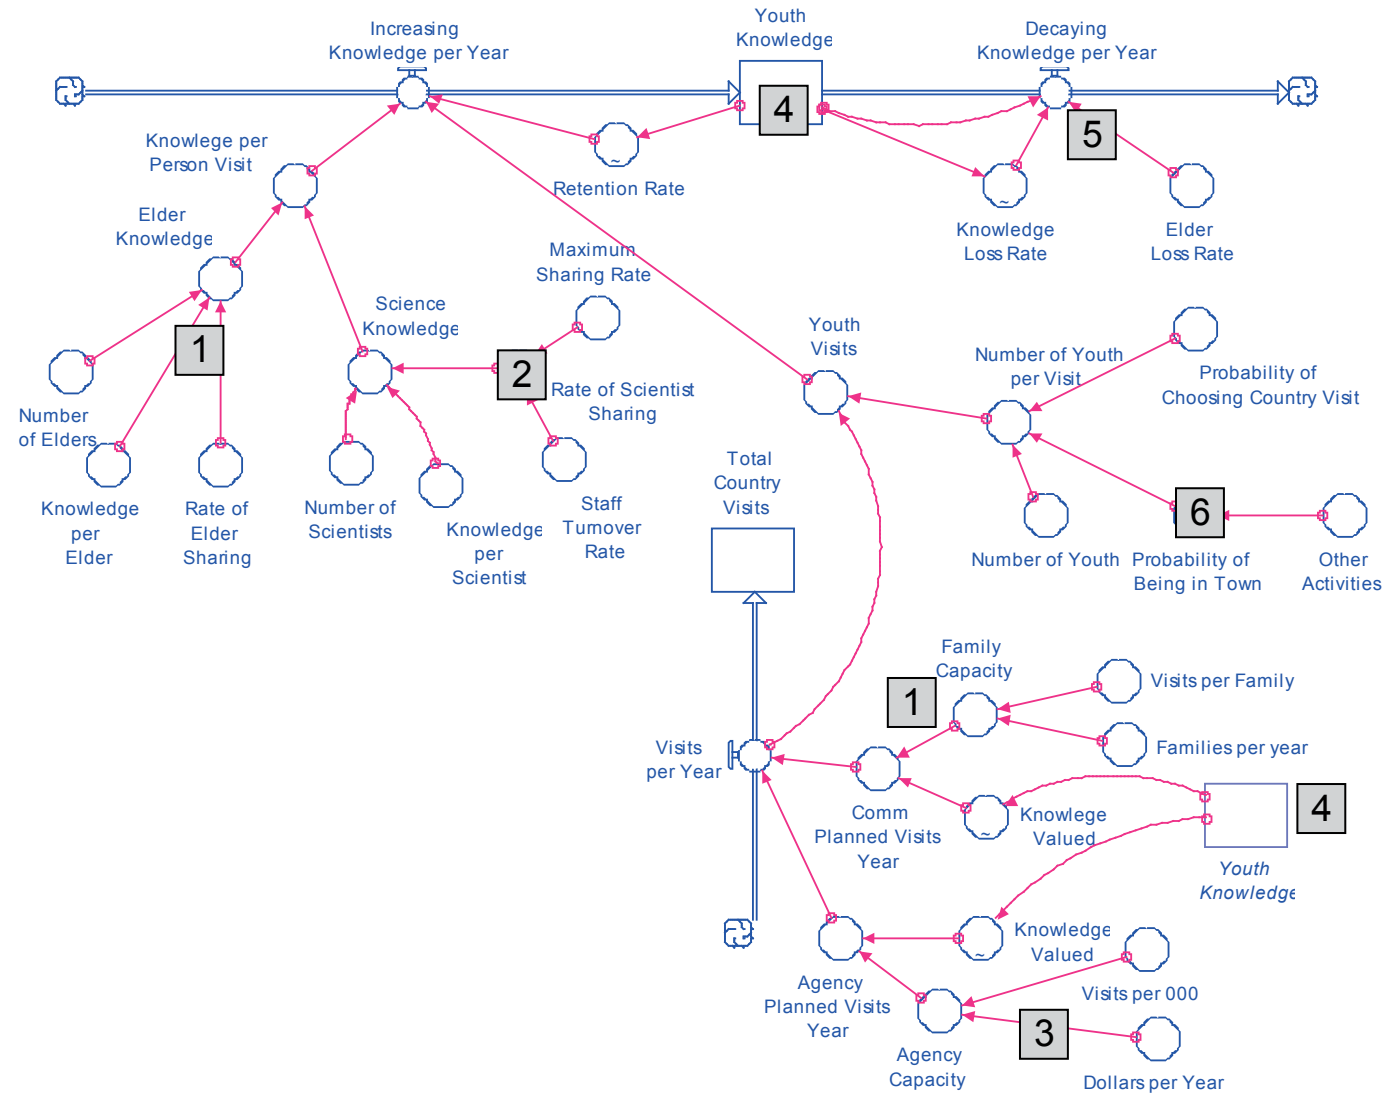 Increasing
Knowledge per Year
Youth
Knowledge
Decaying
Knowledge per Year
4
5
Knowlege per
Person Visit
Retention Rate
Elder
Knowledge
Knowledge
Loss Rate
Elder
Loss Rate
Maximum
Sharing Rate
Science
Knowledge
Youth
Visits
1
2
Number of Youth
per Visit
Probability of
Choosing Country Visit
Rate of Scientist
Sharing
Number
of Elders
Total
Country
Visits
Knowledge
per
Elder
Rate of
Elder
Sharing
Number of
Scientists
Knowledge
per
Scientist
Staff
Turnover
Rate
6
Number of Youth
Probability of
Being in Town
Other
Activities
Family
Capacity
1
Visits per Family
Visits
per Year
Families per year
Comm
Planned Visits
Year
Knowlege
Valued
4
Youth
Knowledge
Knowledge
Valued
Agency
Planned Visits
Year
Visits per 000
3
Agency
Capacity
Dollars per Year
~
~
~
~